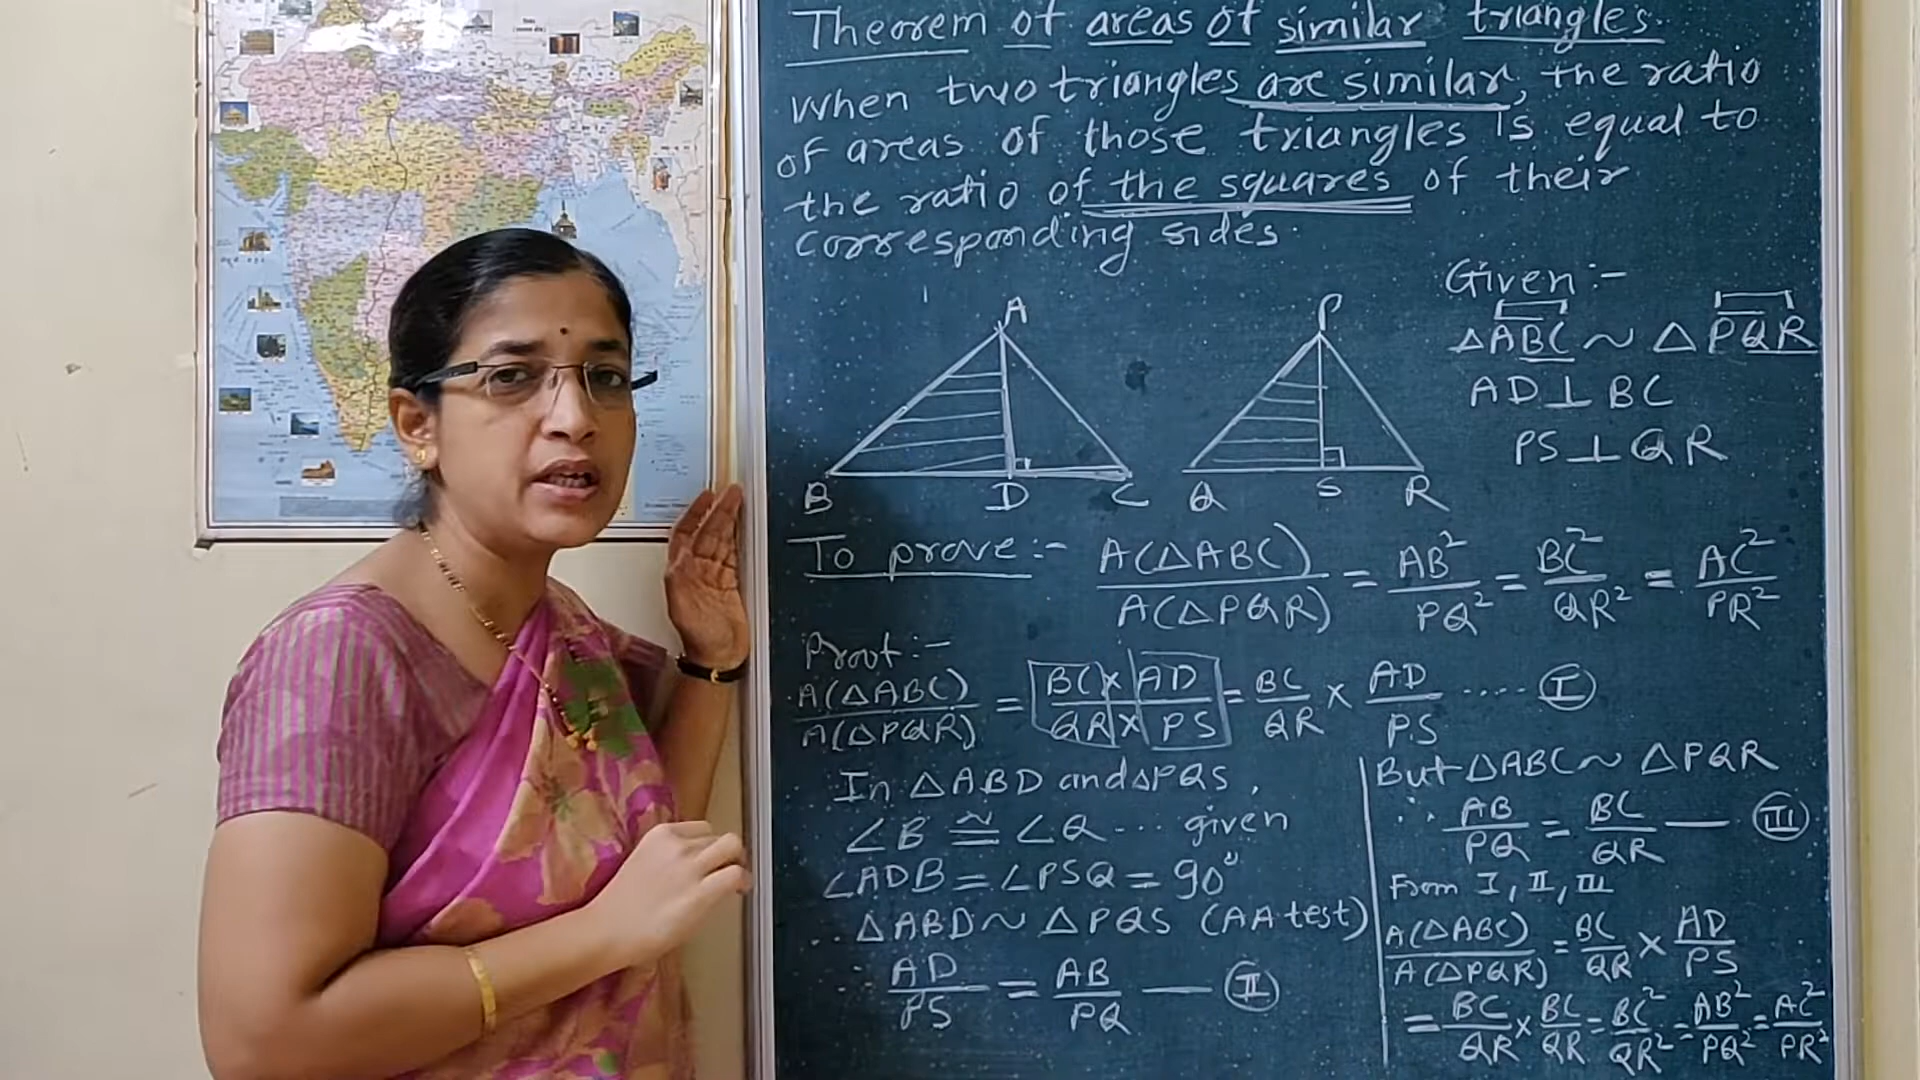 Theorem of areas of similar triangles.
When two triangles are similar, the ratio
of areas of those triangles is equal to
the ratio of the squares of their
corresponding sides.
Given :-
△ABC ~ △PQR
AD ⊥ BC
PS ⊥ QR
A
P
B D C Q S R
To prove :- A(△ABC)/A(△PQR) = AB²/PQ² = BC²/QR² = AC²/PR²
Proof :-
A(△ABC)/A(△PQR) = BC × AD/QR × PS = BC/QR × AD/PS ..... I
In △ABD and △PQS,
∠B ≅ ∠Q ... given
∠ADB = ∠PSQ = 90°
∴ △ABD ~ △PQS (AA test)
∴ AD/PS = AB/PQ — II
But △ABC ~ △PQR
∴ AB/PQ = BC/QR — III
From I, II, III
A(△ABC)/A(△PQR) = BC/QR × AD/PS
= BC/QR × BC/QR = BC²/QR² = AB²/PQ² = AC²/PR²